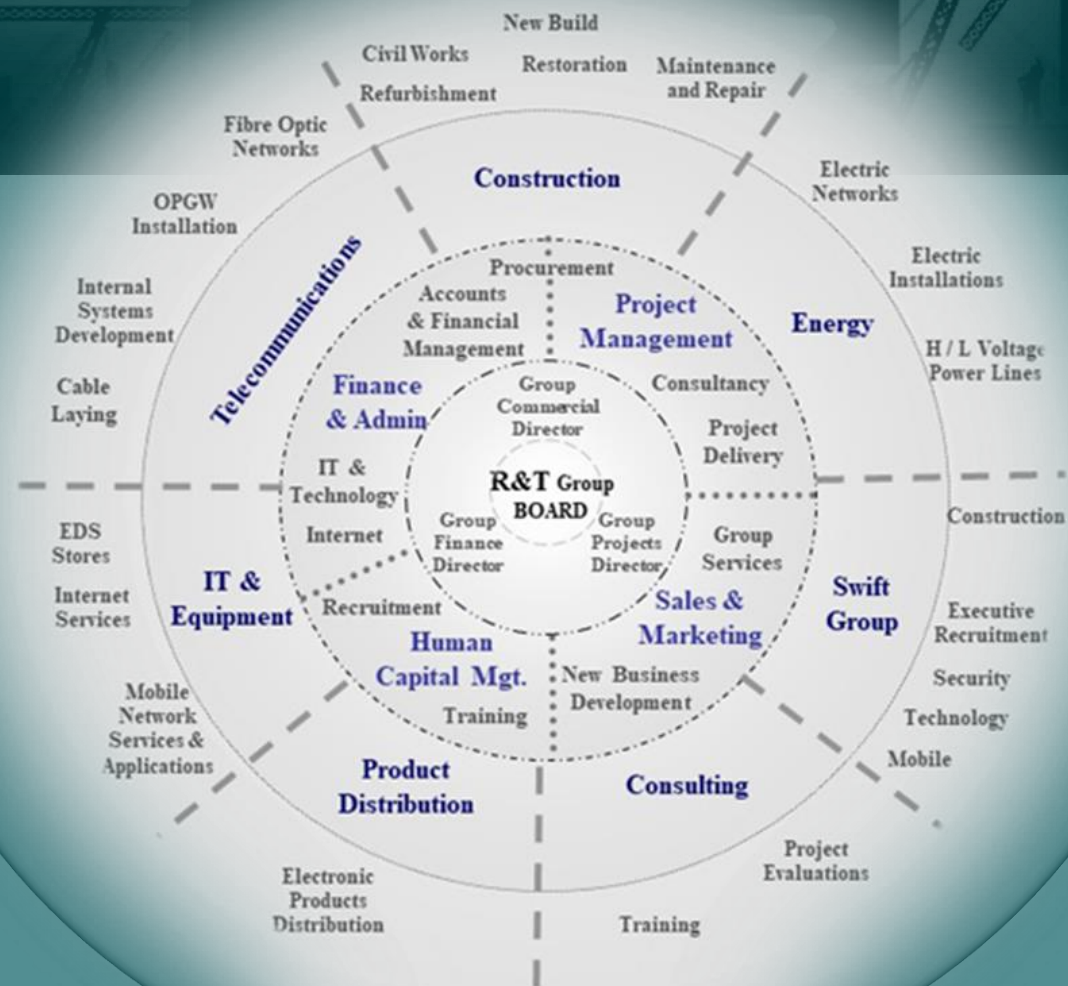 New Build
Civil Works
Restoration
Maintenance
and Repair
Refurbishment
Fibre Optic
Networks
Construction
Electric
Networks
OPGW
Installation
Telecommunications
Procurement
Electric
Installations
Internal
Systems
Development
Accounts
& Financial
Management
Project
Management
Energy
H / L Voltage
Power Lines
Cable
Laying
Finance
& Admin
Group
Commercial
Director
Consultancy
Project
Delivery
IT &
Technology
R&T Group
BOARD
Internet
Group
Finance
Director
Group
Projects
Director
Group
Services
Construction
EDS
Stores
Internet
Services
IT &
Equipment
Recruitment
Sales &
Marketing
Swift
Group
Executive
Recruitment
Human
Capital Mgt.
New Business
Development
Security
Technology
Mobile
Mobile
Network
Services &
Applications
Training
Product
Distribution
Consulting
Project
Evaluations
Electronic
Products
Distribution
Training